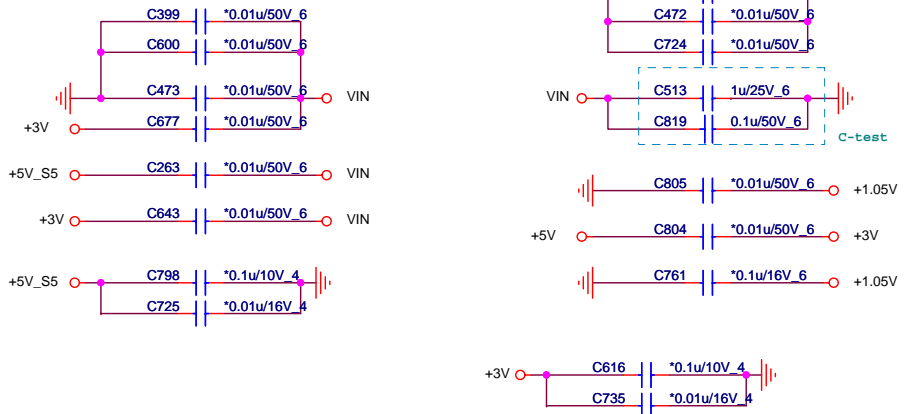 C399 *0.01u/50V_6
C600 *0.01u/50V_6
C473 *0.01u/50V_6 VIN
+3V C677 *0.01u/50V_6
+5V_S5 C263 *0.01u/50V_6 VIN
+3V C643 *0.01u/50V_6 VIN
+5V_S5 C798 *0.1u/10V_4
C725 *0.01u/16V_4
C472 *0.01u/50V_6
C724 *0.01u/50V_6
VIN C513 1u/25V_6
C819 0.1u/50V_6
C-test
C805 *0.01u/50V_6 +1.05V
+5V C804 *0.01u/50V_6 +3V
C761 *0.1u/16V_6 +1.05V
+3V C616 *0.1u/10V_4
C735 *0.01u/16V_4